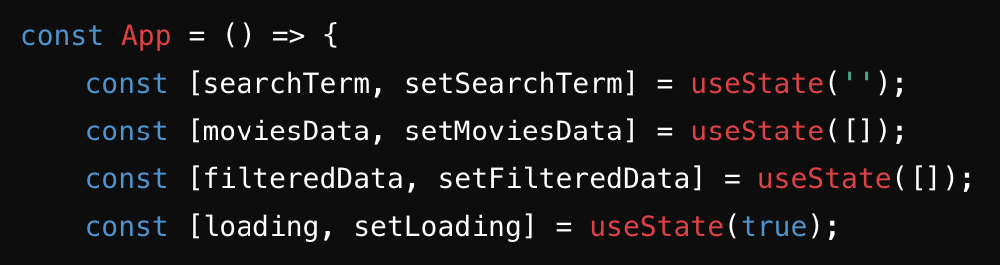 const App = () => {
    const [searchTerm, setSearchTerm] = useState('');
    const [moviesData, setMoviesData] = useState([]);
    const [filteredData, setFilteredData] = useState([]);
    const [loading, setLoading] = useState(true);